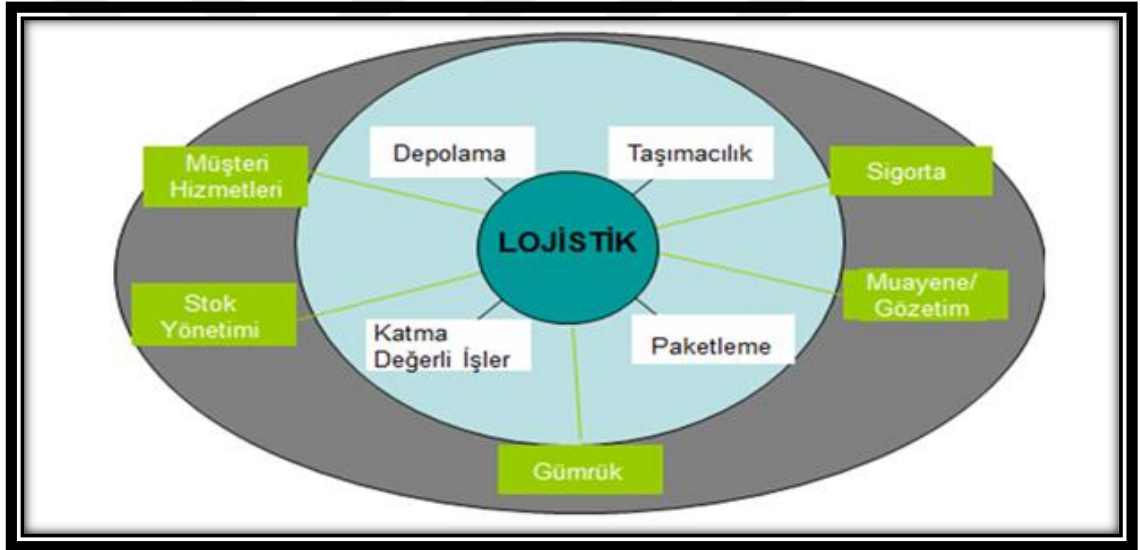 Depolama
Taşımacılık
Müşteri
Hizmetleri
Sigorta
LOJİSTİK
Stok
Yönetimi
Muayene/
Gözetim
Katma
Değerli İşler
Paketleme
Gümrük